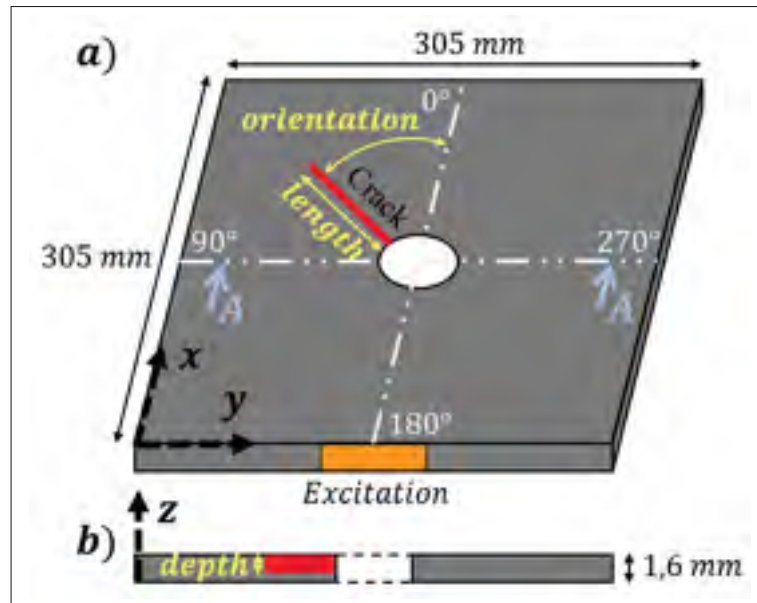 a)
305 mm
0°
orientation
Crack
length
90°
270°
305 mm
A
A
x
y
180°
Excitation
z
b)
depth
1,6 mm